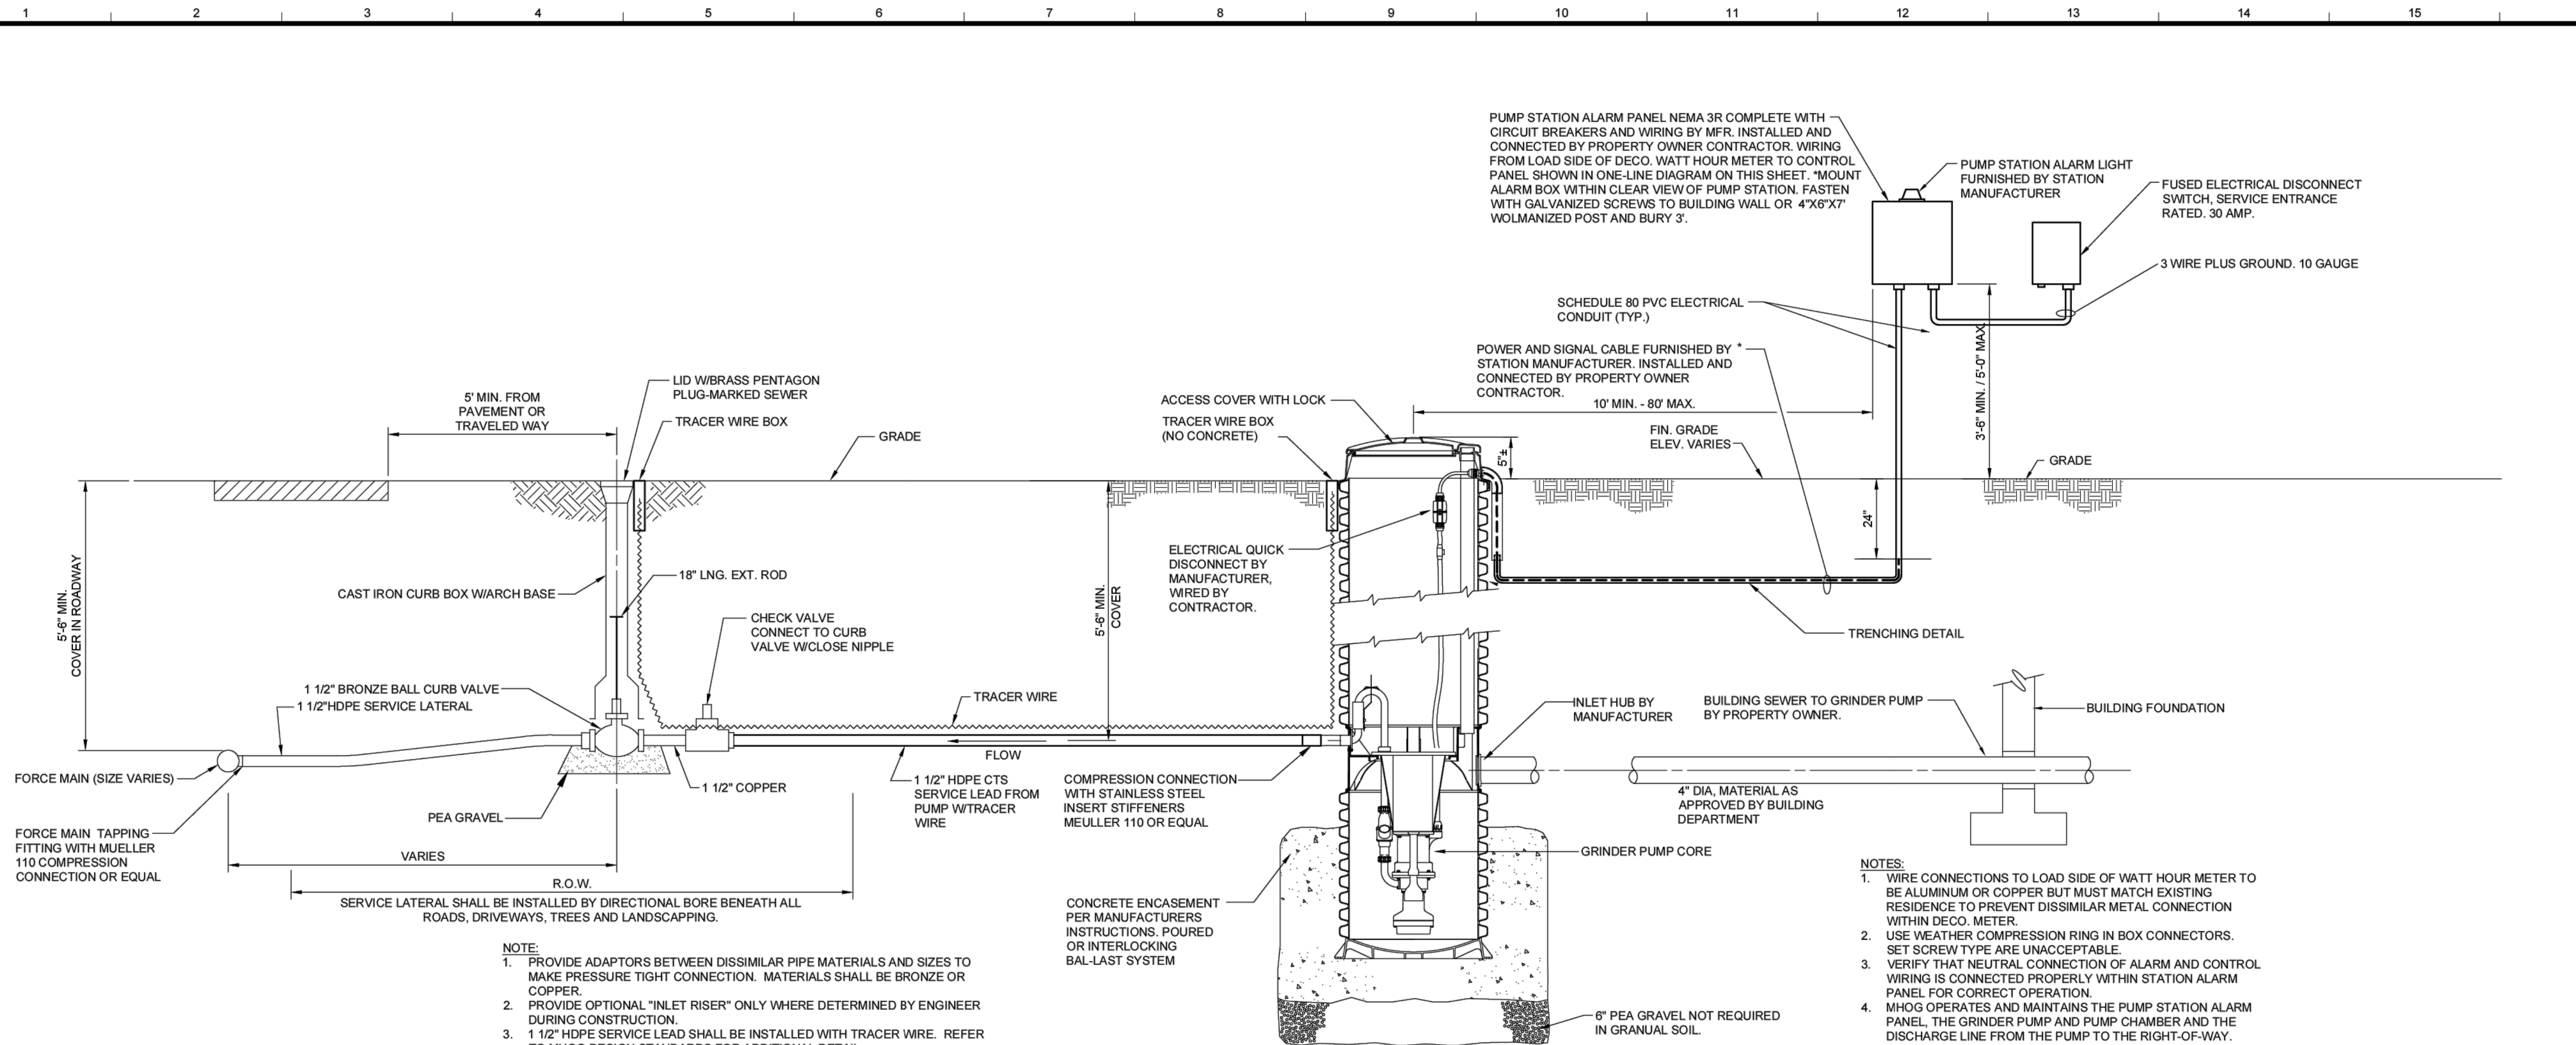 1 2 3 4 5 6 7 8 9 10 11 12 13 14 15
PUMP STATION ALARM PANEL NEMA 3R COMPLETE WITH
CIRCUIT BREAKERS AND WIRING BY MFR. INSTALLED AND
CONNECTED BY PROPERTY OWNER CONTRACTOR. WIRING
FROM LOAD SIDE OF DECO. WATT HOUR METER TO CONTROL
PANEL SHOWN IN ONE-LINE DIAGRAM ON THIS SHEET. *MOUNT
ALARM BOX WITHIN CLEAR VIEW OF PUMP STATION. FASTEN
WITH GALVANIZED SCREWS TO BUILDING WALL OR 4"X6"X7'
WOLMANIZED POST AND BURY 3'.
PUMP STATION ALARM LIGHT
FURNISHED BY STATION
MANUFACTURER
FUSED ELECTRICAL DISCONNECT
SWITCH, SERVICE ENTRANCE
RATED. 30 AMP.
3 WIRE PLUS GROUND. 10 GAUGE
SCHEDULE 80 PVC ELECTRICAL
CONDUIT (TYP.)
POWER AND SIGNAL CABLE FURNISHED BY *
STATION MANUFACTURER. INSTALLED AND
CONNECTED BY PROPERTY OWNER
CONTRACTOR.
10' MIN. - 80' MAX.
3'-6" MIN. / 5'-0" MAX.
FIN. GRADE
ELEV. VARIES
GRADE
24"
TRENCHING DETAIL
5' MIN. FROM
PAVEMENT OR
TRAVELED WAY
LID W/BRASS PENTAGON
PLUG-MARKED SEWER
TRACER WIRE BOX
GRADE
ACCESS COVER WITH LOCK
TRACER WIRE BOX
(NO CONCRETE)
5"±
5'-6" MIN.
COVER IN ROADWAY
CAST IRON CURB BOX W/ARCH BASE
18" LNG. EXT. ROD
CHECK VALVE
CONNECT TO CURB
VALVE W/CLOSE NIPPLE
5'-6" MIN.
COVER
ELECTRICAL QUICK
DISCONNECT BY
MANUFACTURER,
WIRED BY
CONTRACTOR.
1 1/2" BRONZE BALL CURB VALVE
1 1/2"HDPE SERVICE LATERAL
TRACER WIRE
FLOW
INLET HUB BY
MANUFACTURER
BUILDING SEWER TO GRINDER PUMP
BY PROPERTY OWNER.
BUILDING FOUNDATION
FORCE MAIN (SIZE VARIES)
1 1/2" COPPER
1 1/2" HDPE CTS
SERVICE LEAD FROM
PUMP W/TRACER
WIRE
COMPRESSION CONNECTION
WITH STAINLESS STEEL
INSERT STIFFENERS
MEULLER 110 OR EQUAL
4" DIA, MATERIAL AS
APPROVED BY BUILDING
DEPARTMENT
PEA GRAVEL
FORCE MAIN TAPPING
FITTING WITH MUELLER
110 COMPRESSION
CONNECTION OR EQUAL
VARIES
R.O.W.
SERVICE LATERAL SHALL BE INSTALLED BY DIRECTIONAL BORE BENEATH ALL
ROADS, DRIVEWAYS, TREES AND LANDSCAPPING.
GRINDER PUMP CORE
CONCRETE ENCASEMENT
PER MANUFACTURERS
INSTRUCTIONS. POURED
OR INTERLOCKING
BAL-LAST SYSTEM
6" PEA GRAVEL NOT REQUIRED
IN GRANUAL SOIL.
NOTE:
1. PROVIDE ADAPTORS BETWEEN DISSIMILAR PIPE MATERIALS AND SIZES TO
MAKE PRESSURE TIGHT CONNECTION. MATERIALS SHALL BE BRONZE OR
COPPER.
2. PROVIDE OPTIONAL "INLET RISER" ONLY WHERE DETERMINED BY ENGINEER
DURING CONSTRUCTION.
3. 1 1/2" HDPE SERVICE LEAD SHALL BE INSTALLED WITH TRACER WIRE. REFER
NOTES:
1. WIRE CONNECTIONS TO LOAD SIDE OF WATT HOUR METER TO
BE ALUMINUM OR COPPER BUT MUST MATCH EXISTING
RESIDENCE TO PREVENT DISSIMILAR METAL CONNECTION
WITHIN DECO. METER.
2. USE WEATHER COMPRESSION RING IN BOX CONNECTORS.
SET SCREW TYPE ARE UNACCEPTABLE.
3. VERIFY THAT NEUTRAL CONNECTION OF ALARM AND CONTROL
WIRING IS CONNECTED PROPERLY WITHIN STATION ALARM
PANEL FOR CORRECT OPERATION.
4. MHOG OPERATES AND MAINTAINS THE PUMP STATION ALARM
PANEL, THE GRINDER PUMP AND PUMP CHAMBER AND THE
DISCHARGE LINE FROM THE PUMP TO THE RIGHT-OF-WAY.